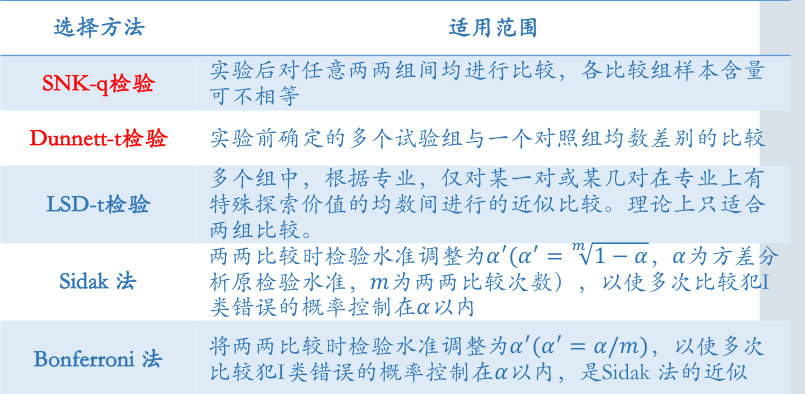 选择方法 适用范围
SNK-q检验 实验后对任意两两组间均进行比较，各比较组样本含量
可不相等
Dunnett-t检验 实验前确定的多个试验组与一个对照组均数差别的比较
LSD-t检验 多个组中，根据专业，仅对某一对或某几对在专业上有
特殊探索价值的均数间进行的近似比较。理论上只适合
两组比较。
Sidak 法 两两比较时检验水准调整为α′(α′ = ᵐ√1 − α，α为方差分
析原检验水准，m为两两比较次数），以使多次比较犯I
类错误的概率控制在α以内
Bonferroni 法 将两两比较时检验水准调整为α′(α′ = α/m)，以使多次
比较犯I类错误的概率控制在α以内，是Sidak 法的近似